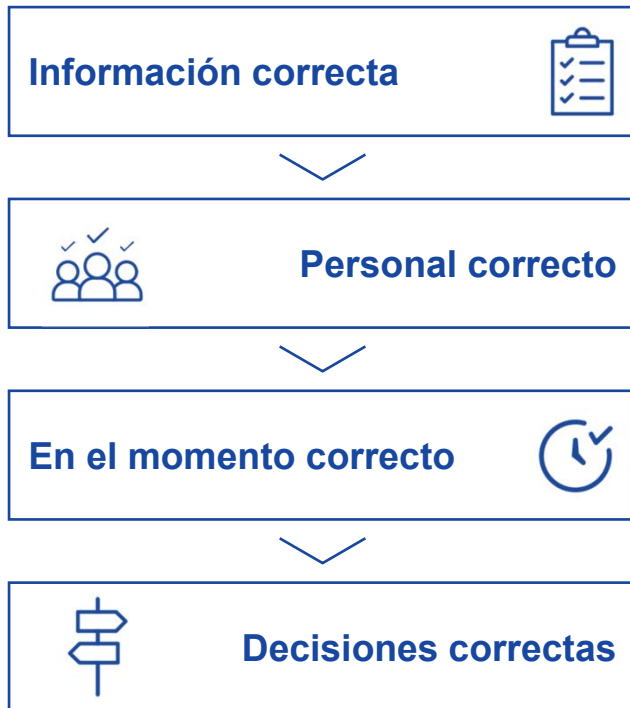 Información correcta
Personal correcto
En el momento correcto
Decisiones correctas